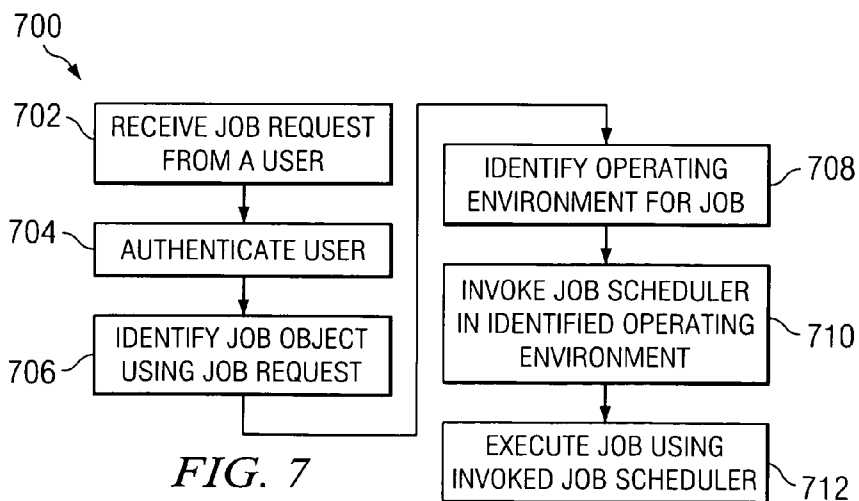 700
702
RECEIVE JOB REQUEST
FROM A USER
704
AUTHENTICATE USER
706
IDENTIFY JOB OBJECT
USING JOB REQUEST
708
IDENTIFY OPERATING
ENVIRONMENT FOR JOB
710
INVOKE JOB SCHEDULER
IN IDENTIFIED OPERATING
ENVIRONMENT
712
EXECUTE JOB USING
INVOKED JOB SCHEDULER
FIG. 7